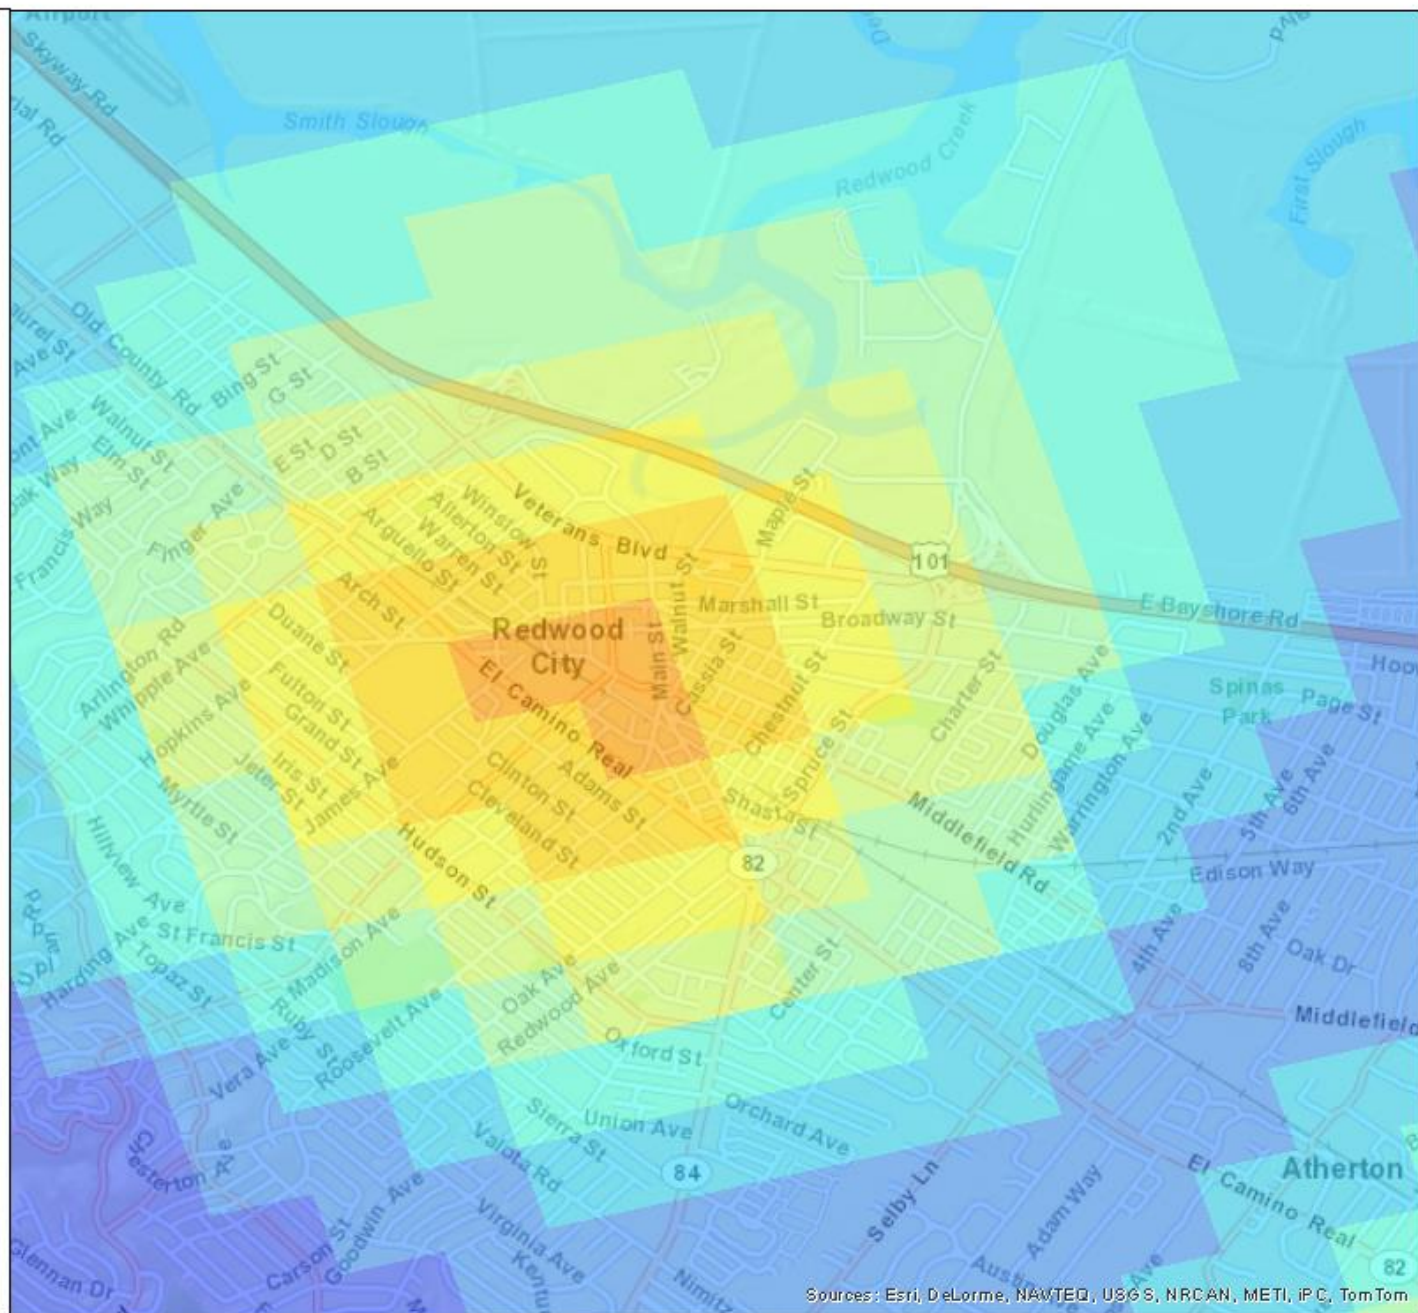 Airport
Skyway Rd
Smith Slough
Redwood Creek
First Slough
Old County Rd
Bing St
G St
Walnut St
Elm St
E St
D St
B St
Finger Ave
Francis Way
Winslow St
Allerton St
Warren St
Arguello St
Veterans Blvd
Maple St
101
Arch St
Redwood
City
Main St
Walnut St
Marshall St
Broadway St
Cassia St
Chestnut St
E Bayshore Rd
Duane St
Arlington Rd
Whipple Ave
Hopkins Ave
Fulton St
Grand St
Iris St
Jeter St
James Ave
Myrtle St
El Camino Real
Clinton St
Adams St
Cleveland St
Hudson St
Shasta St
Spruce St
Charter St
Douglas Ave
Hurlingame Ave
Warrington Ave
Middlefield Rd
Spinas
Park
Page St
2nd Ave
5th Ave
6th Ave
Edison Way
82
Hillview Ave
St Francis St
Harding Ave
Topaz St
Madison Ave
Ruby St
Roosevelt Ave
Vera Ave
Oak Ave
Redwood Ave
Center St
4th Ave
8th Ave
Oak Dr
Middlefield
Oxford St
Sierra St
Union Ave
Orchard Ave
Valota Rd
84
Chesterton Ave
Goodwin Ave
Carson St
Virginia Ave
Glennan Dr
Nimitz
Selby Ln
Adam Way
El Camino Real
Atherton
Austin
Ave
82
Sources: Esri, DeLorme, NAVTEQ, USGS, NRCAN, METI, iPC, TomTom